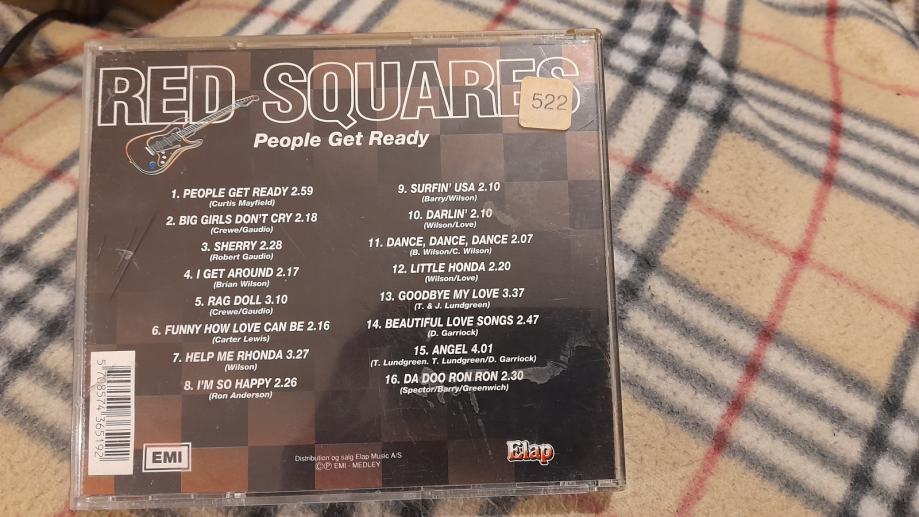 RED SQUARES
522
People Get Ready
1. PEOPLE GET READY 2.59
(Curtis Mayfield)
2. BIG GIRLS DON'T CRY 2.18
(Crewe/Gaudio)
3. SHERRY 2.28
(Robert Gaudio)
4. I GET AROUND 2.17
(Brian Wilson)
5. RAG DOLL 3.10
(Crewe/Gaudio)
6. FUNNY HOW LOVE CAN BE 2.16
(Carter Lewis)
7. HELP ME RHONDA 3.27
(Wilson)
8. I'M SO HAPPY 2.26
(Ron Anderson)
9. SURFIN' USA 2.10
(Barry/Wilson)
10. DARLIN' 2.10
(Wilson/Love)
11. DANCE, DANCE, DANCE 2.07
(B. Wilson/C. Wilson)
12. LITTLE HONDA 2.20
(Wilson/Love)
13. GOODBYE MY LOVE 3.37
(T. & J. Lundgreen)
14. BEAUTIFUL LOVE SONGS 2.47
(D. Garriock)
15. ANGEL 4.01
(T. Lundgreen. T. Lundgreen/D. Garriock)
16. DA DOO RON RON 2.30
(Spector/Barry/Greenwich)
5 708574 365192
EMI
Distribution og salg Elap Music A/S
©℗ EMI - MEDLEY
Elap